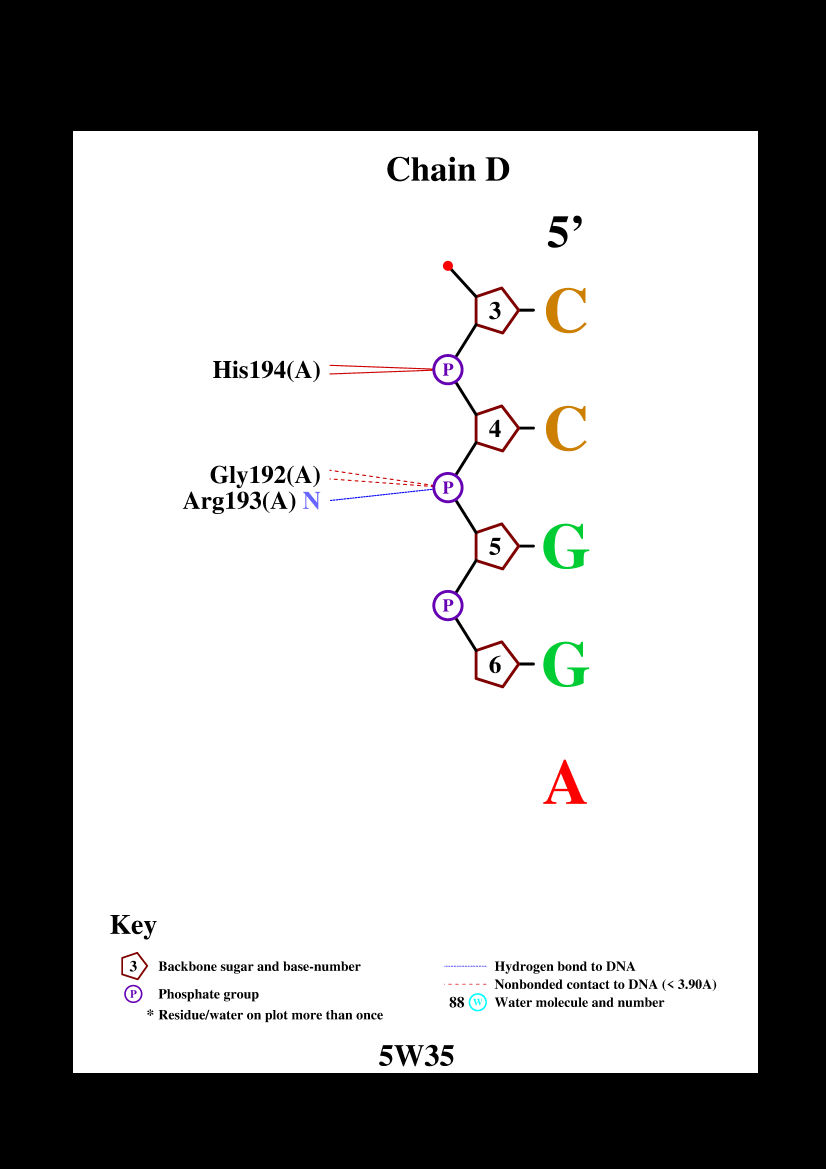 Chain D
5’
3 C
His194(A) P
4 C
Gly192(A) P
Arg193(A) N
5 G
P
6 G
A
Key
3 Backbone sugar and base-number
P Phosphate group
* Residue/water on plot more than once
Hydrogen bond to DNA
Nonbonded contact to DNA (< 3.90A)
88 W Water molecule and number
5W35